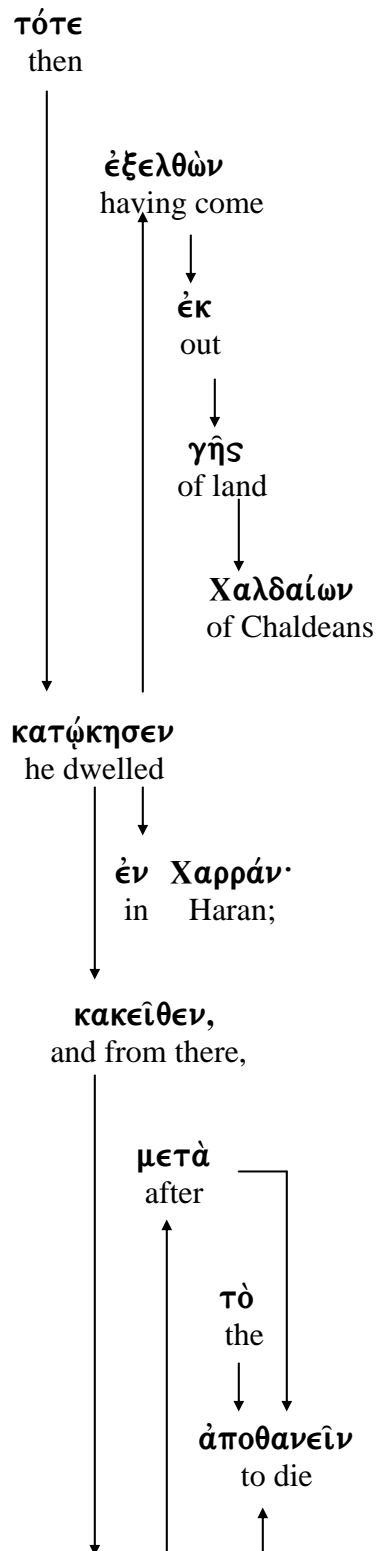 τότε
then
ἐξελθὼν
having come
ἐκ
out
γῆς
of land
Χαλδαίων
of Chaldeans
κατῴκησεν
he dwelled
ἐν Χαρράν·
in Haran;
κακεῖθεν,
and from there,
μετὰ
after
τὸ
the
ἀποθανεῖν
to die